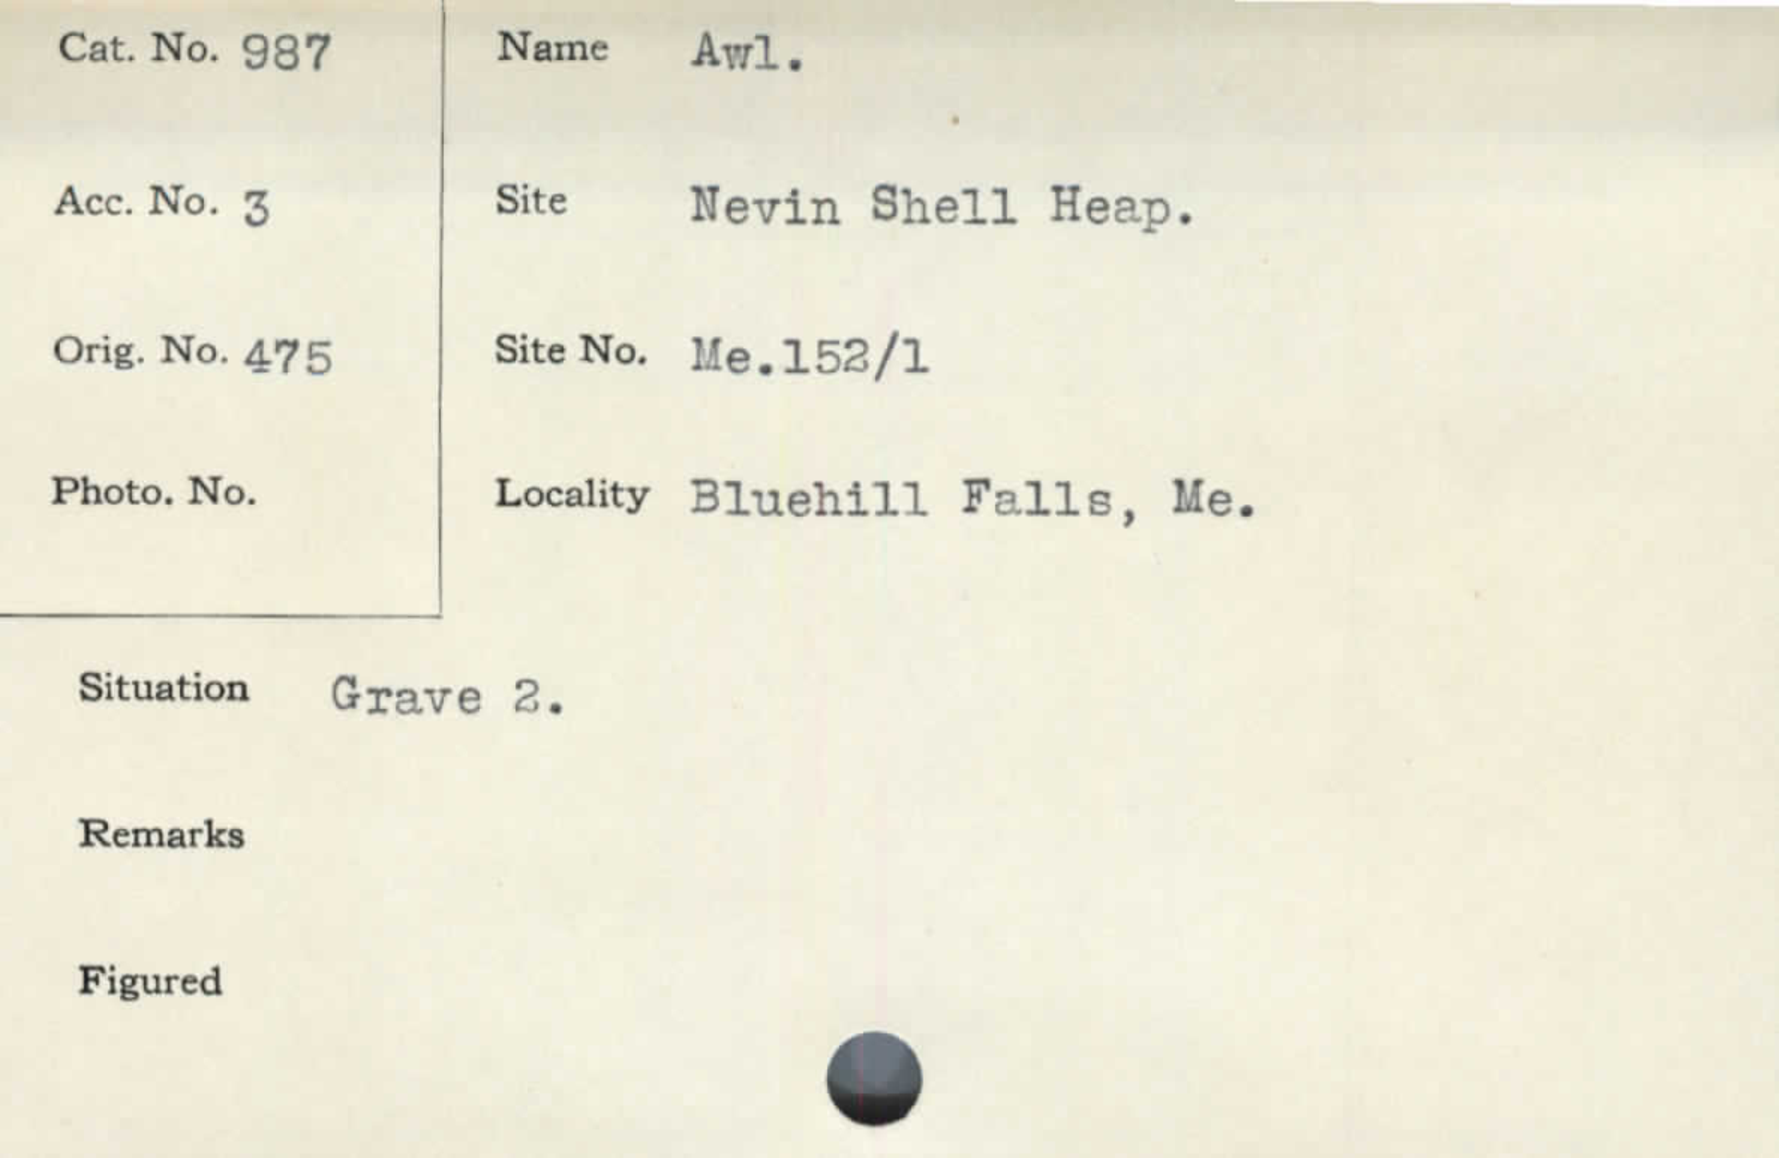 Cat. No. 987
Name Awl.
Acc. No. 3
Site Nevin Shell Heap.
Orig. No. 475
Site No. Me.152/1
Photo. No.
Locality Bluehill Falls, Me.
Situation Grave 2.
Remarks
Figured